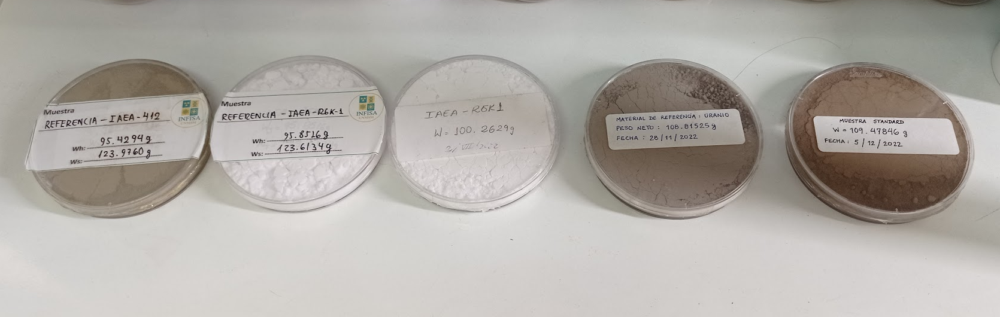 Muestra
REFERENCIA - IAEA - 412
Wh: 95.4294g
Ws: 123.9760g
INFISA
UNMSM
Muestra
REFERENCIA - IAEA - RGK-1
Wh: 95.8516g
Ws: 123.6134g
INFISA
UNMSM
IAEA - RGK1
W = 100.2629g
2/VIII/2022
MATERIAL DE REFERENCIA : URANIO
PESO NETO : 108.81525 g
FECHA : 28/11/2022
MUESTRA STANDARD
W = 109.47846 g
FECHA : 5/12/2022